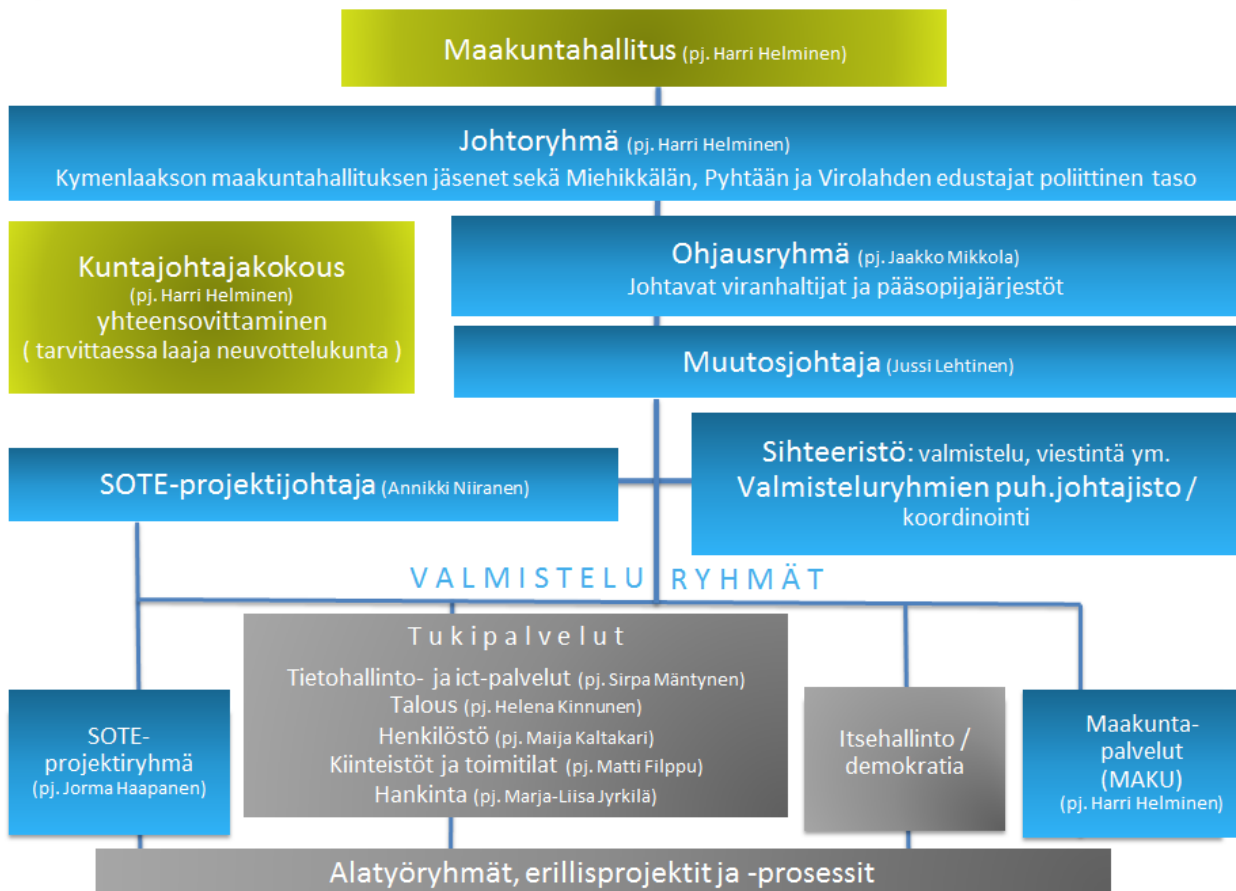 Maakuntahallitus (pj. Harri Helminen)
Johtoryhmä (pj. Harri Helminen)
Kymenlaakson maakuntahallituksen jäsenet sekä Miehikkälän, Pyhtään ja Virolahden edustajat poliittinen taso
Kuntajohtajakokous
(pj. Harri Helminen)
yhteensovittaminen
( tarvittaessa laaja neuvottelukunta )
Ohjausryhmä (pj. Jaakko Mikkola)
Johtavat viranhaltijat ja pääsopijajärjestöt
Muutosjohtaja (Jussi Lehtinen)
SOTE-projektijohtaja (Annikki Niiranen)
Sihteeristö: valmistelu, viestintä ym.
Valmisteluryhmien puh.johtajisto /
koordinointi
VALMISTELURYHMÄT
SOTE-
projektiryhmä
(pj. Jorma Haapanen)
Tukipalvelut
Tietohallinto- ja ict-palvelut (pj. Sirpa Mäntynen)
Talous (pj. Helena Kinnunen)
Henkilöstö (pj. Maija Kaltakari)
Kiinteistöt ja toimitilat (pj. Matti Filppu)
Hankinta (pj. Marja-Liisa Jyrkilä)
Itsehallinto /
demokratia
Maakunta-
palvelut
(MAKU)
(pj. Harri Helminen)
Alatyöryhmät, erillisprojektit ja -prosessit